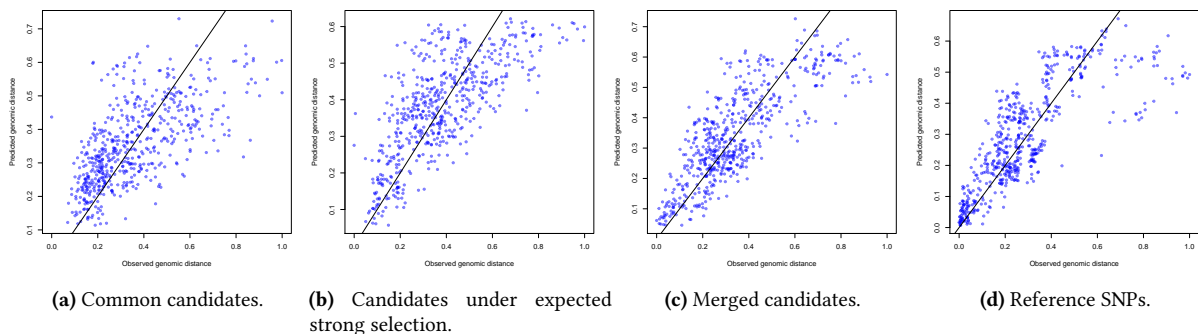 0.7
0.6
0.5
0.4
0.3
0.2
0.1
Predicted genomic distance
0.0 0.2 0.4 0.6 0.8 1.0
Observed genomic distance
(a) Common candidates.
0.6
0.5
0.4
0.3
0.2
0.1
Predicted genomic distance
0.0 0.2 0.4 0.6 0.8 1.0
Observed genomic distance
(b) Candidates under expected
strong selection.
0.7
0.6
0.5
0.4
0.3
0.2
0.1
Predicted genomic distance
0.0 0.2 0.4 0.6 0.8 1.0
Observed genomic distance
(c) Merged candidates.
0.6
0.5
0.4
0.3
0.2
0.1
0.0
Predicted genomic distance
0.0 0.2 0.4 0.6 0.8 1.0
Observed genomic distance
(d) Reference SNPs.